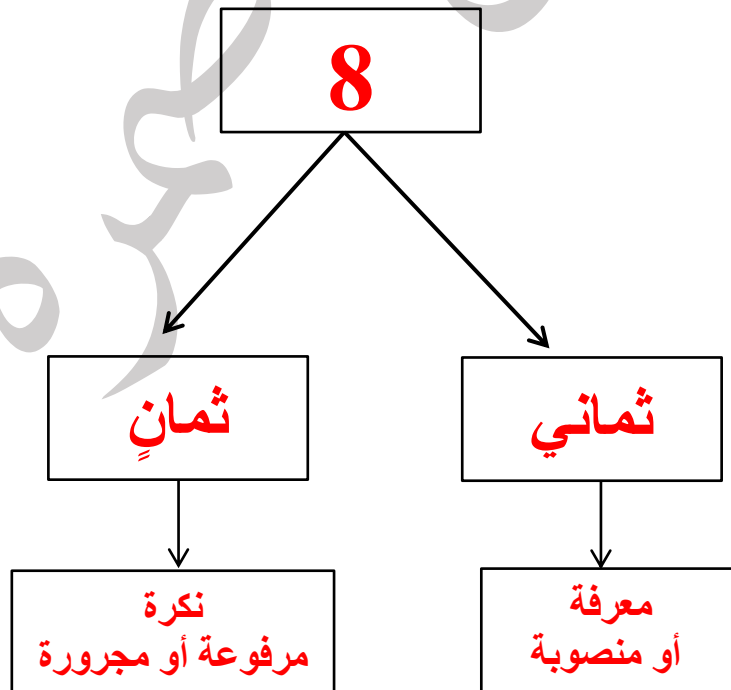 8
ثماني
ثمانٍ
معرفة
أو منصوبة
نكرة
مرفوعة أو مجرورة